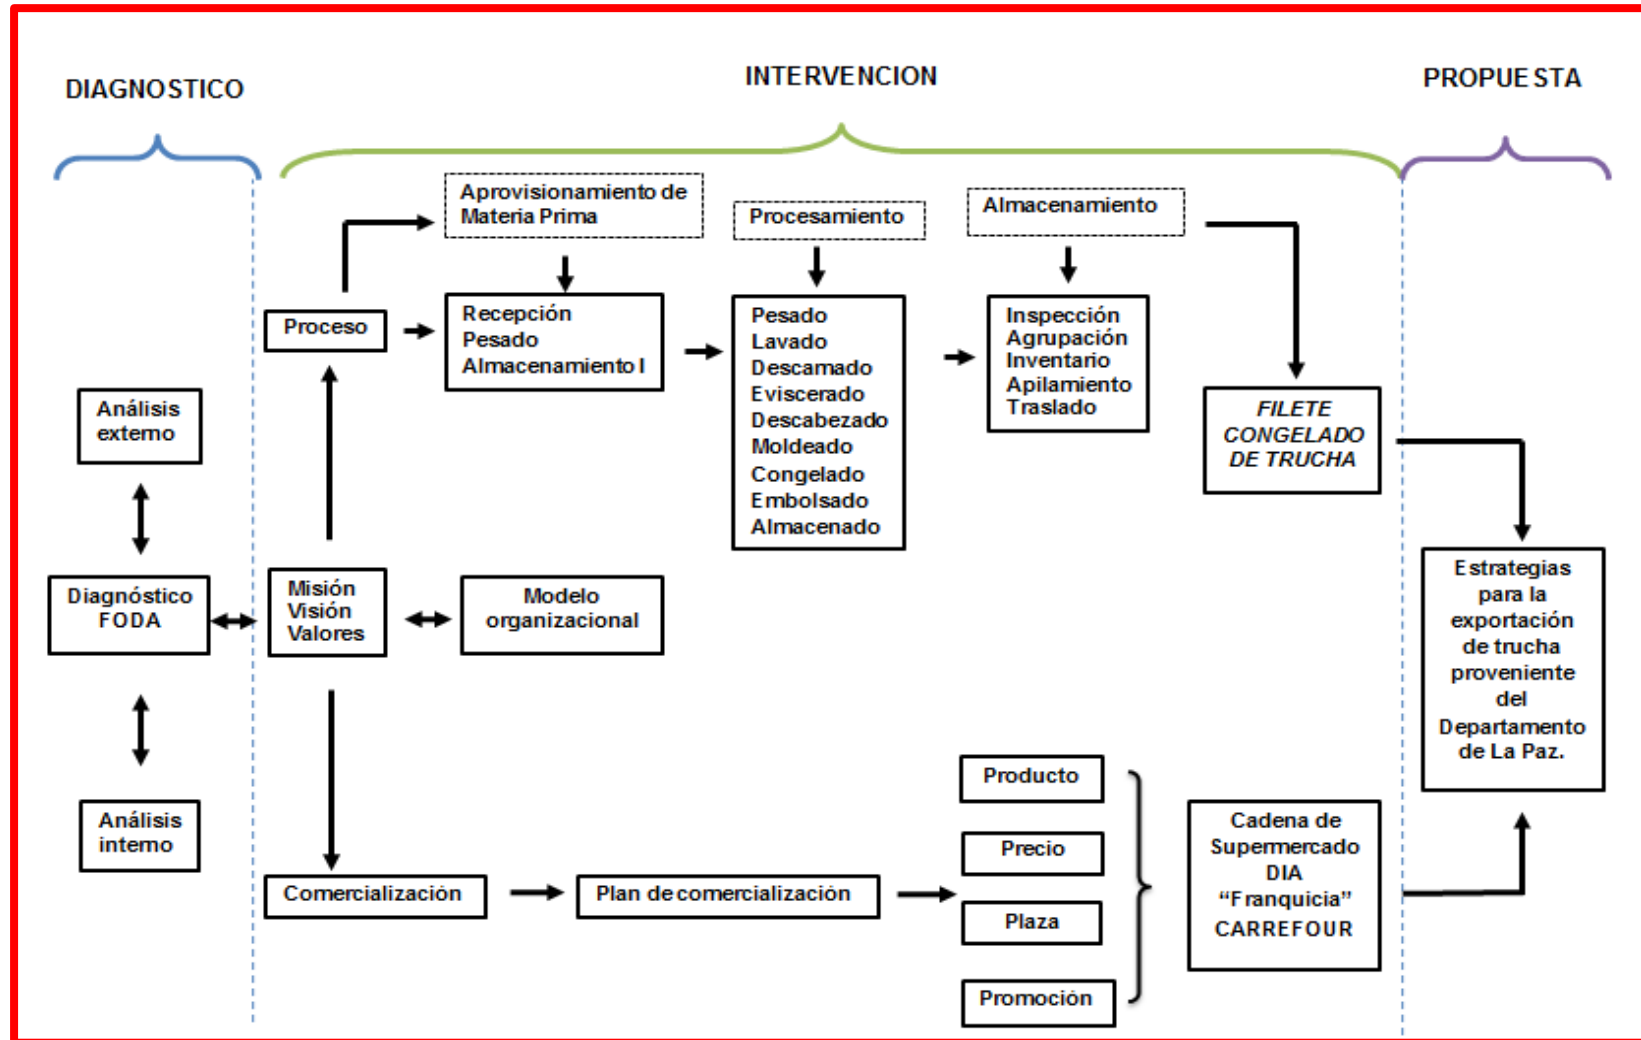 DIAGNOSTICO
INTERVENCION
PROPUESTA
Aprovisionamiento de
Materia Prima
Procesamiento
Almacenamiento
Proceso
Recepción
Pesado
Almacenamiento I
Pesado
Lavado
Descamado
Eviscerado
Descabezado
Moldeado
Congelado
Embolsado
Almacenado
Inspección
Agrupación
Inventario
Apilamiento
Traslado
FILETE
CONGELADO
DE TRUCHA
Análisis
externo
Diagnóstico
FODA
Análisis
interno
Misión
Visión
Valores
Modelo
organizacional
Comercialización
Plan de comercialización
Producto
Precio
Plaza
Promoción
Cadena de
Supermercado
DIA
“Franquicia”
CARREFOUR
Estrategias
para la
exportación
de trucha
proveniente
del
Departamento
de La Paz.